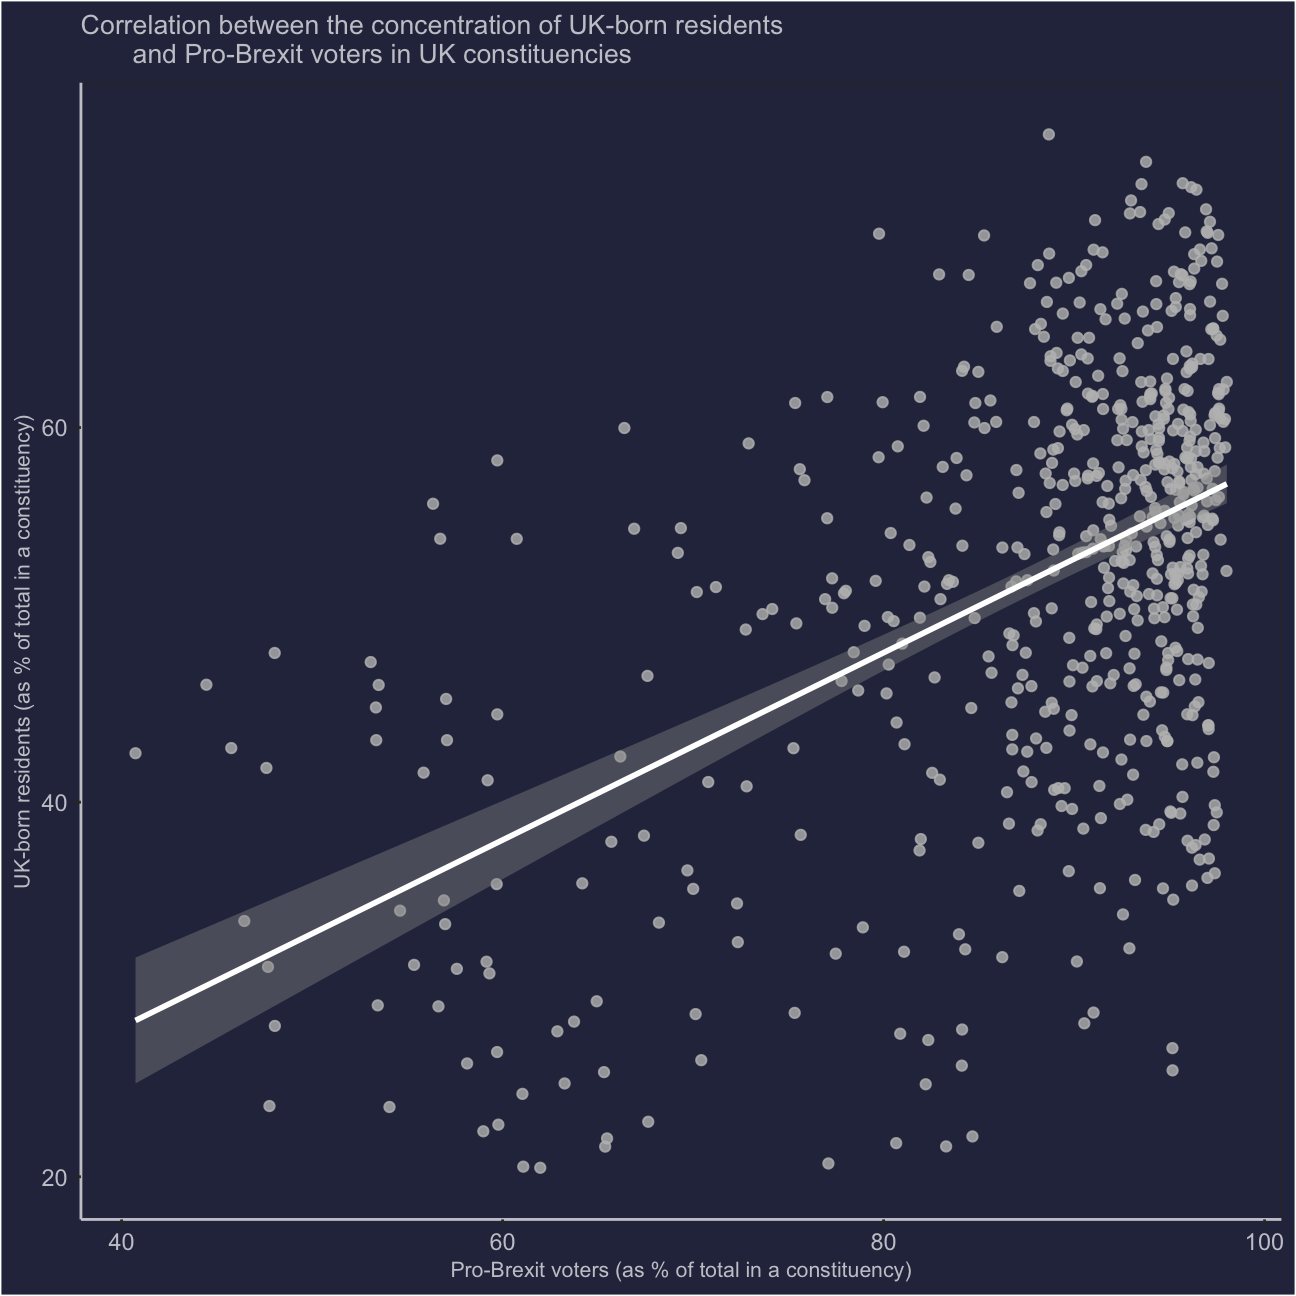 Correlation between the concentration of UK-born residents
and Pro-Brexit voters in UK constituencies
UK-born residents (as % of total in a constituency)
60
40
20
40 60 80 100
Pro-Brexit voters (as % of total in a constituency)